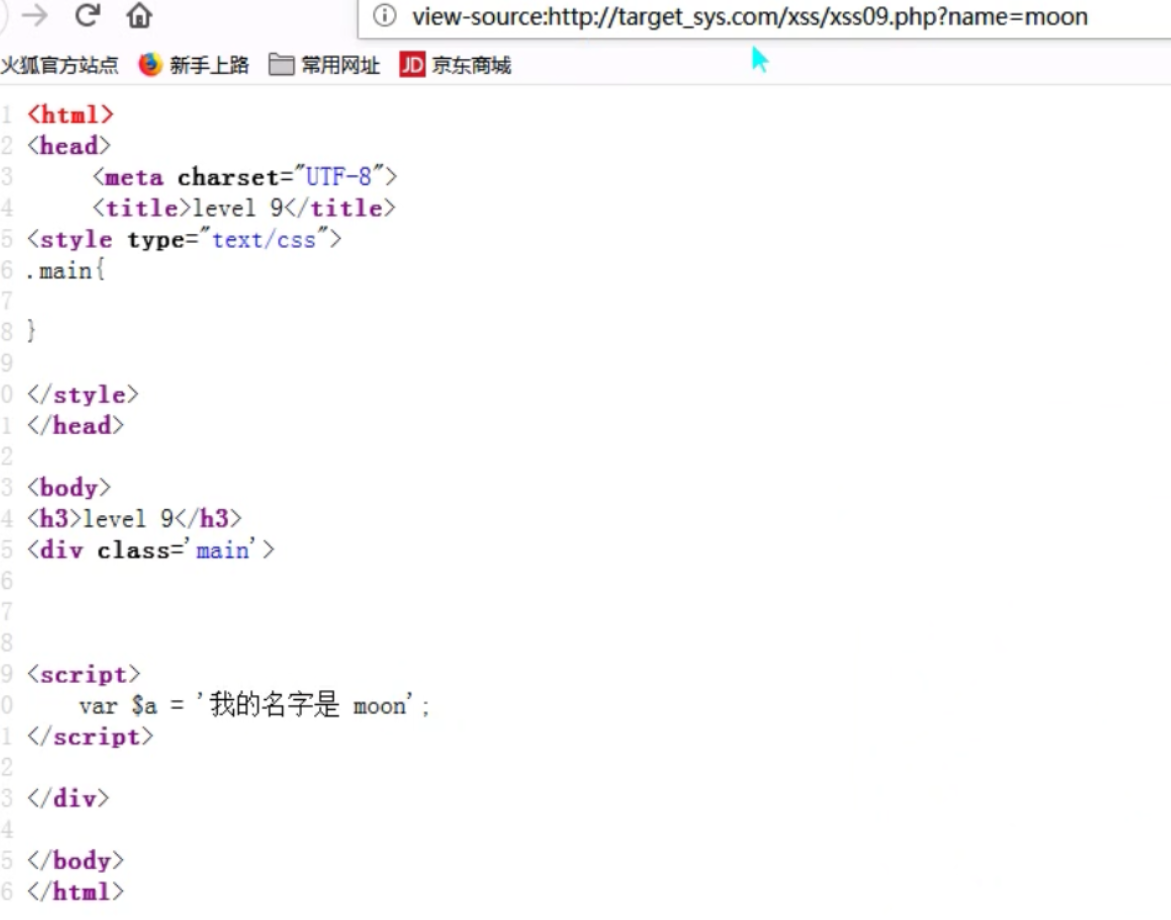 view-source:http://target_sys.com/xss/xss09.php?name=moon
火狐官方站点 新手上路 常用网址 JD 京东商城
1 <html>
2 <head>
3 <meta charset="UTF-8">
4 <title>level 9</title>
5 <style type="text/css">
6 .main{
7
8 }
9
0 </style>
1 </head>
2
3 <body>
4 <h3>level 9</h3>
5 <div class='main'>
6
7
8
9 <script>
0 var $a = '我的名字是 moon';
1 </script>
2
3 </div>
4
5 </body>
6 </html>